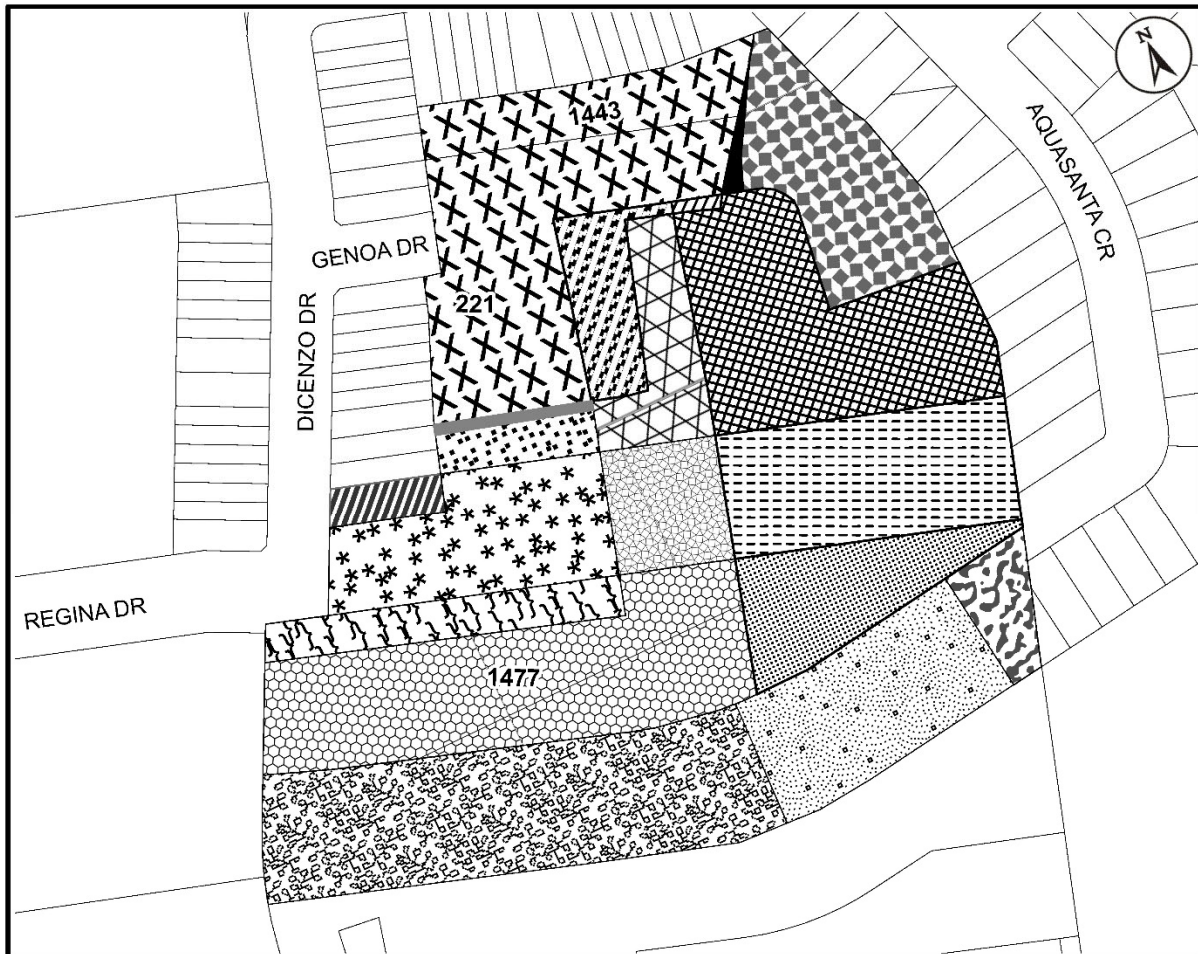 N
1443
AQUASANTA CR
GENOA DR
221
DICENZO DR
REGINA DR
1477